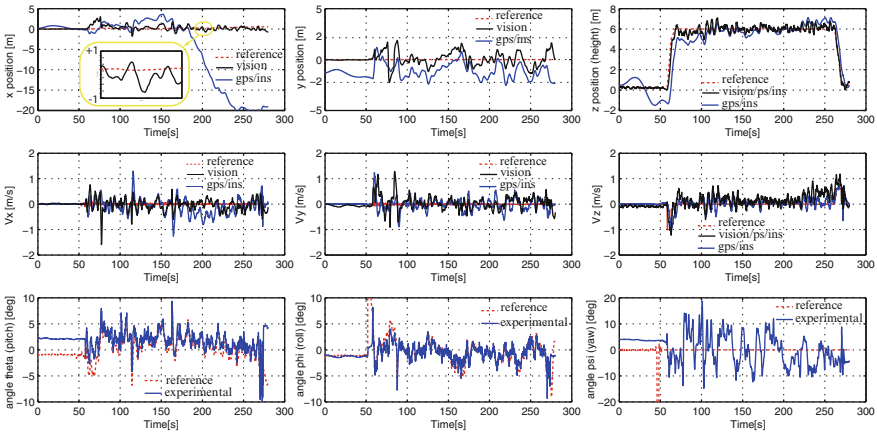 5
0
−5
−10
−15
−20
x position [m]
+1
-1
reference
vision
gps/ins
0 50 100 150 200 250 300
Time[s]
5
2
0
2
−5
y position [m]
reference
vision
gps/ins
0 50 100 150 200 250 300
Time[s]
8
6
4
2
0
−2
z position (height) [m]
reference
vision/ps/ins
gps/ins
0 50 100 150 200 250 300
Time[s]
2
1
0
−1
−2
Vx [m/s]
reference
vision
gps/ins
0 50 100 150 200 250 300
Time[s]
2
1
0
−1
−2
Vy [m/s]
reference
vision
gps/ins
0 50 100 150 200 250 300
Time[s]
2
1
0
−1
−2
Vz [m/s]
reference
vision/ps/ins
gps/ins
0 50 100 150 200 250 300
Time[s]
10
5
0
−5
−10
angle theta (pitch) [deg]
reference
experimental
0 50 100 150 200 250 300
Time[s]
10
5
0
−5
−10
angle phi (roll) [deg]
reference
experimental
0 50 100 150 200 250 300
Time[s]
20
10
0
−10
−20
angle psi (yaw) [deg]
reference
experimental
0 50 100 150 200 250 300
Time[s]